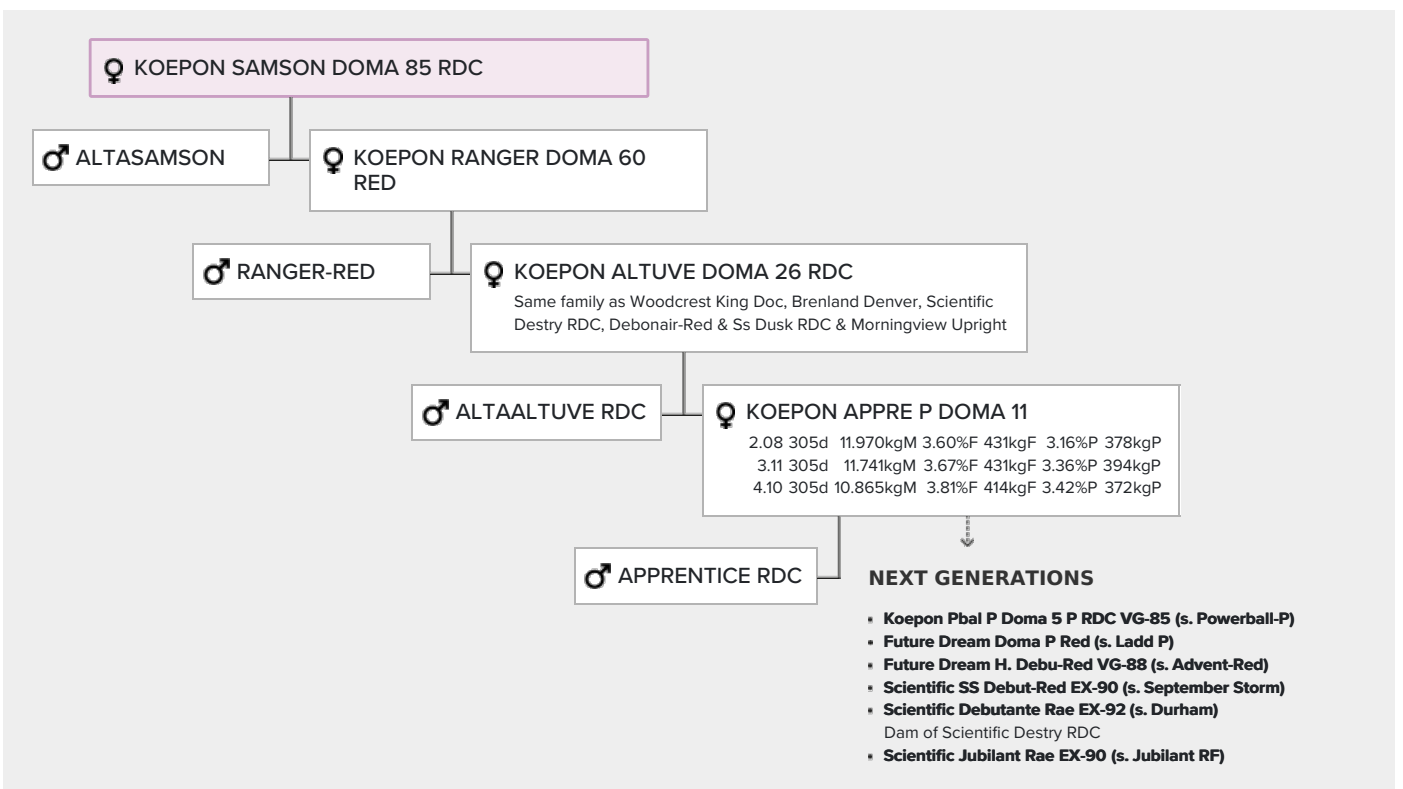 KOEPON SAMSON DOMA 85 RDC
ALTASAMSON
KOEPON RANGER DOMA 60
RED
RANGER-RED
KOEPON ALTUVE DOMA 26 RDC
Same family as Woodcrest King Doc, Brenland Denver, Scientific
Destry RDC, Debonair-Red & Ss Dusk RDC & Morningview Upright
ALTAALTUVE RDC
KOEPON APPRE P DOMA 11
2.08 305d 11.970kgM 3.60%F 431kgF 3.16%P 378kgP
3.11 305d 11.741kgM 3.67%F 431kgF 3.36%P 394kgP
4.10 305d 10.865kgM 3.81%F 414kgF 3.42%P 372kgP
APPRENTICE RDC
NEXT GENERATIONS
Koepon Pbal P Doma 5 P RDC VG-85 (s. Powerball-P)
Future Dream Doma P Red (s. Ladd P)
Future Dream H. Debu-Red VG-88 (s. Advent-Red)
Scientific SS Debut-Red EX-90 (s. September Storm)
Scientific Debutante Rae EX-92 (s. Durham)
Dam of Scientific Destry RDC
Scientific Jubilant Rae EX-90 (s. Jubilant RF)